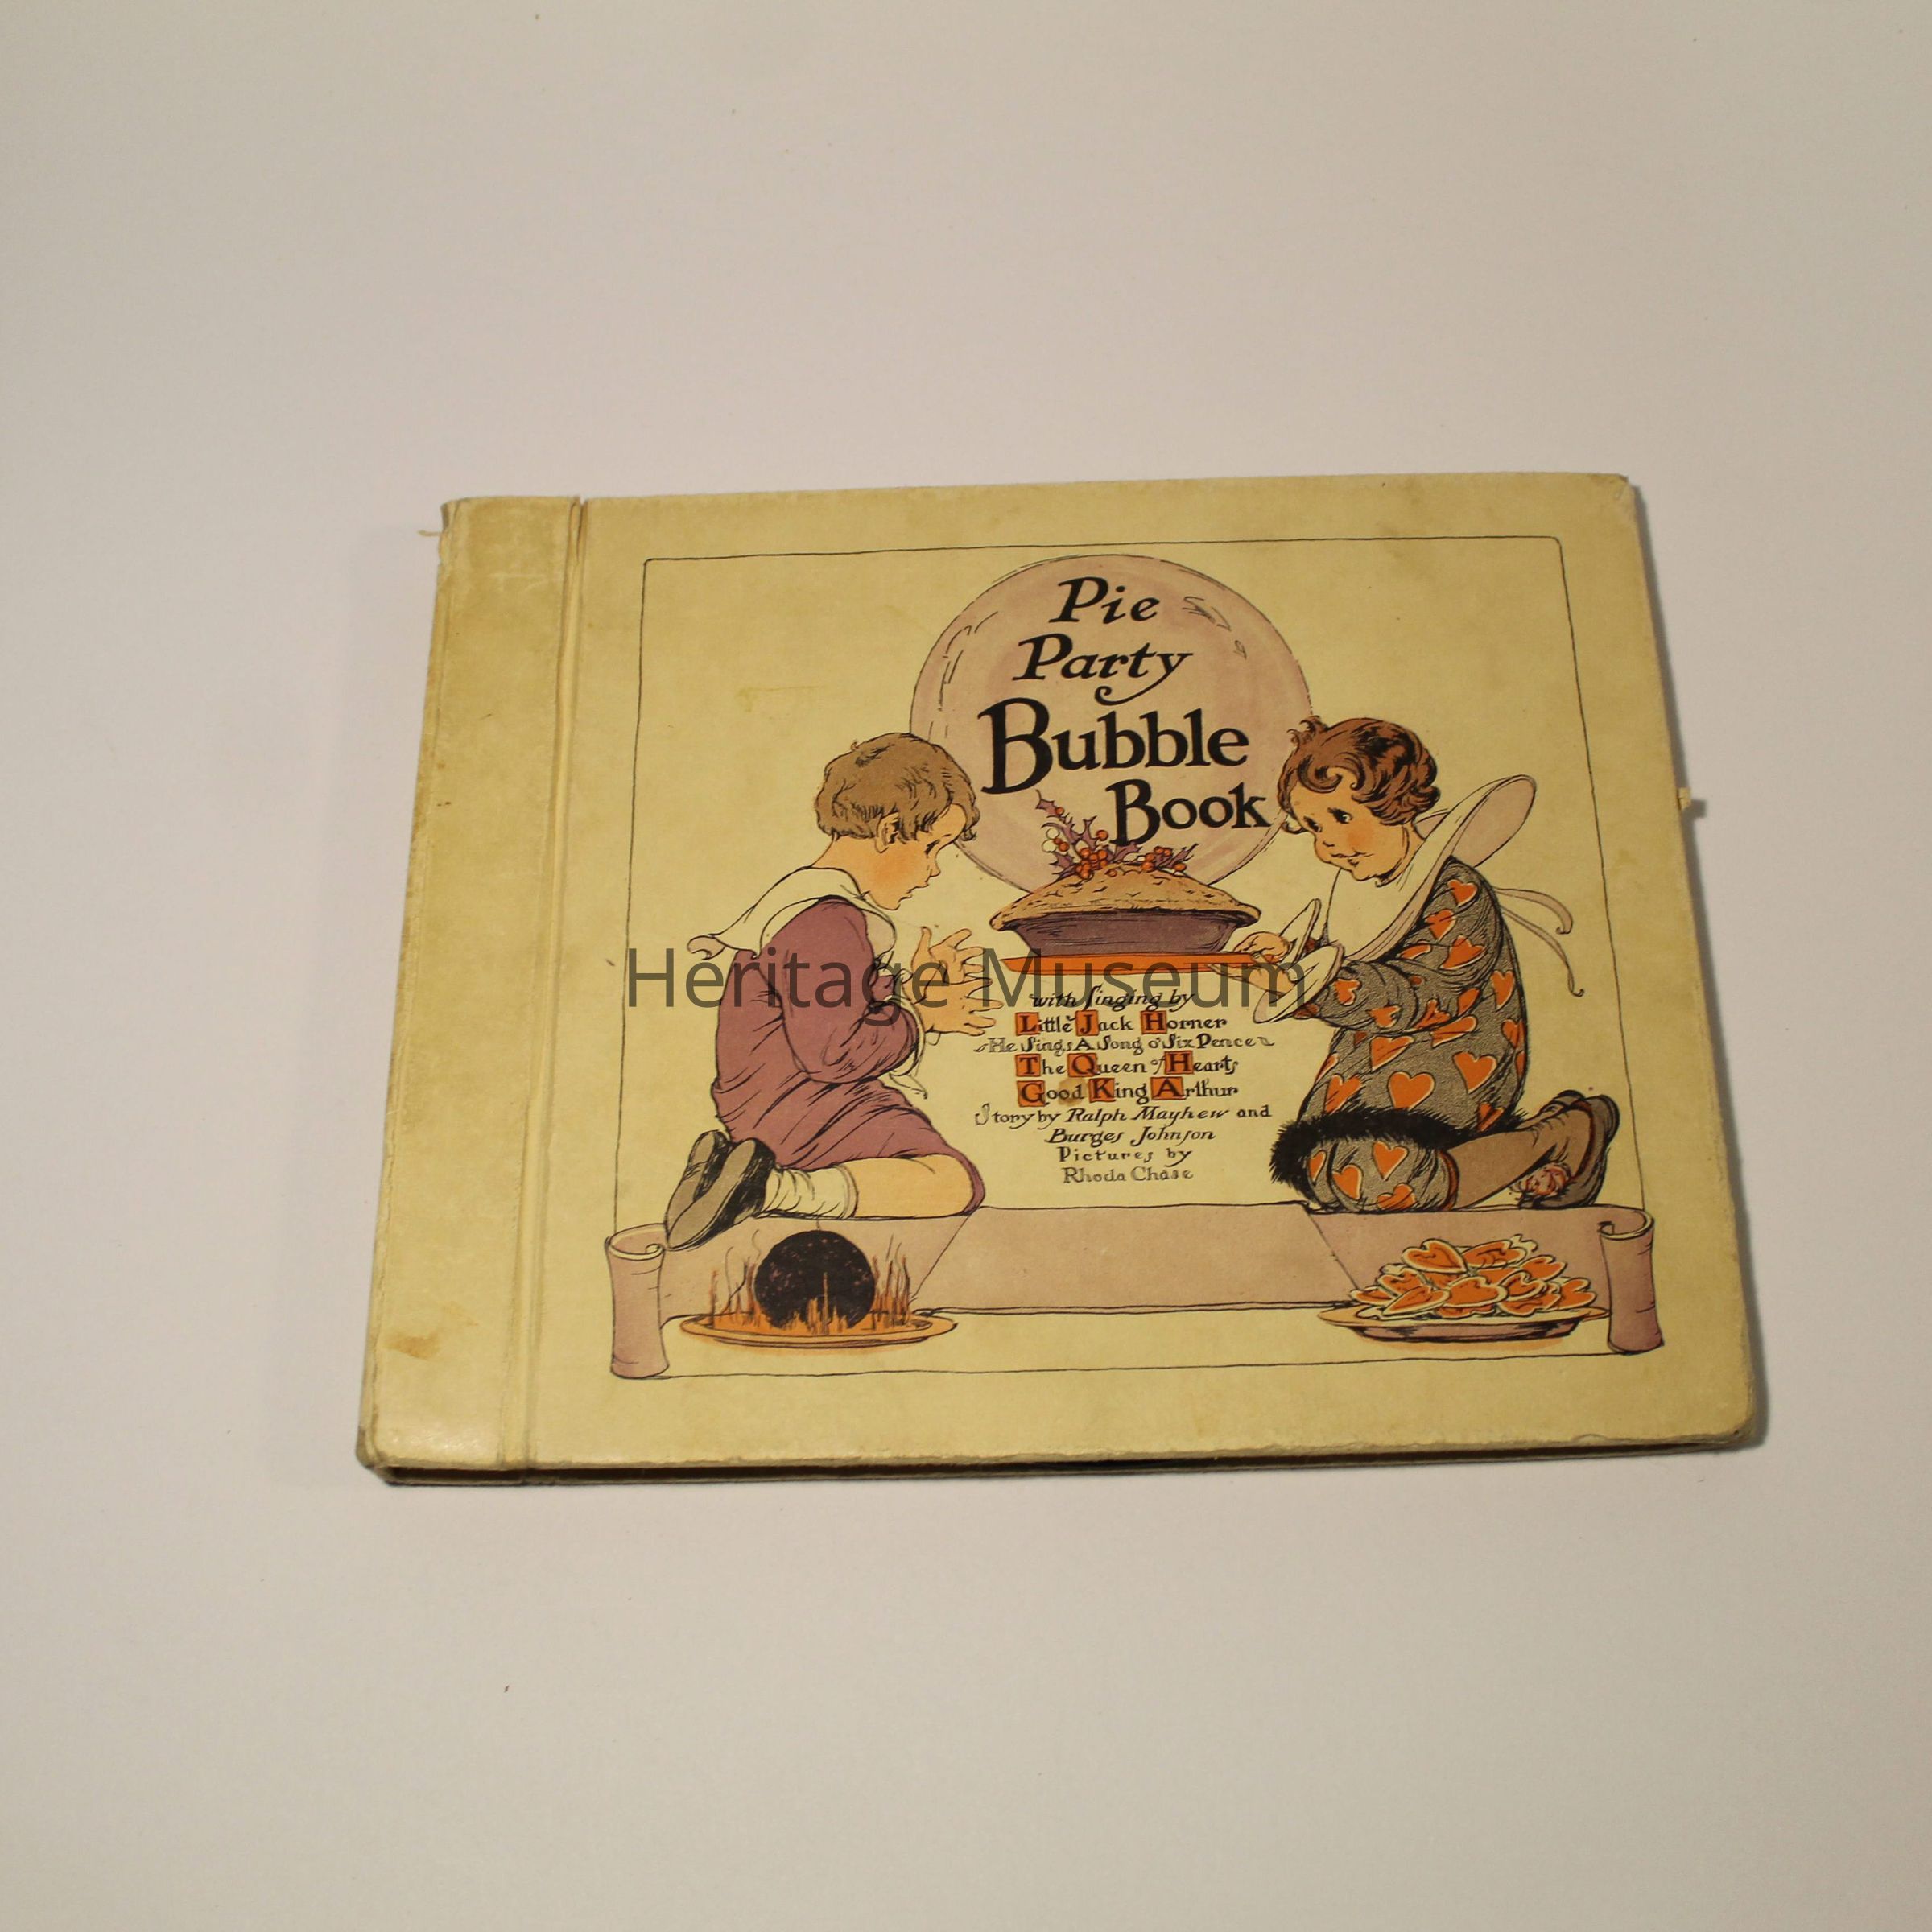 Pie
Party
Bubble
Book
Heritage Museum
with singing by
Little Jack Horner
He Sings A Song o' Six Pence
The Queen of Hearts
Good King Arthur
Story by Ralph Mayhew and
Burges Johnson
Pictures by
Rhoda Chase